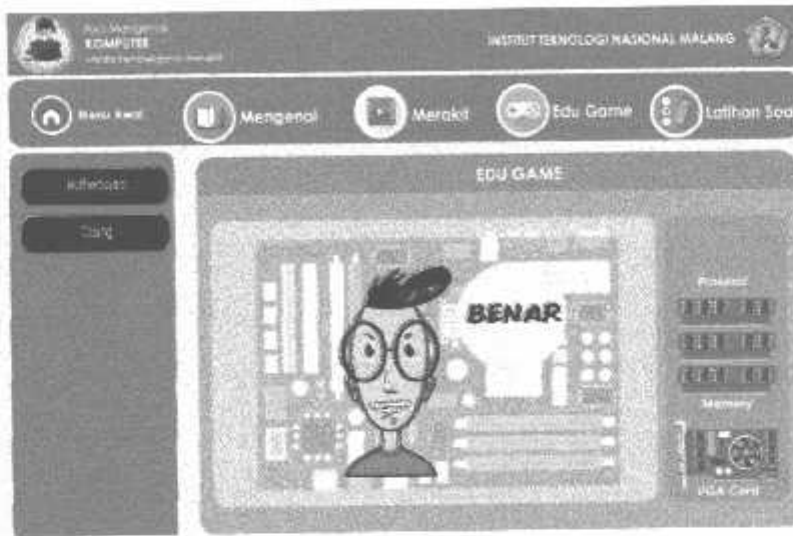 KOMPUTER
INSTITUT TEKNOLOGI NASIONAL MALANG
Menu Awal
Mengenal
Merakit
Edu Game
Latihan Soal
EDU GAME
BENAR
Memory
VGA Card